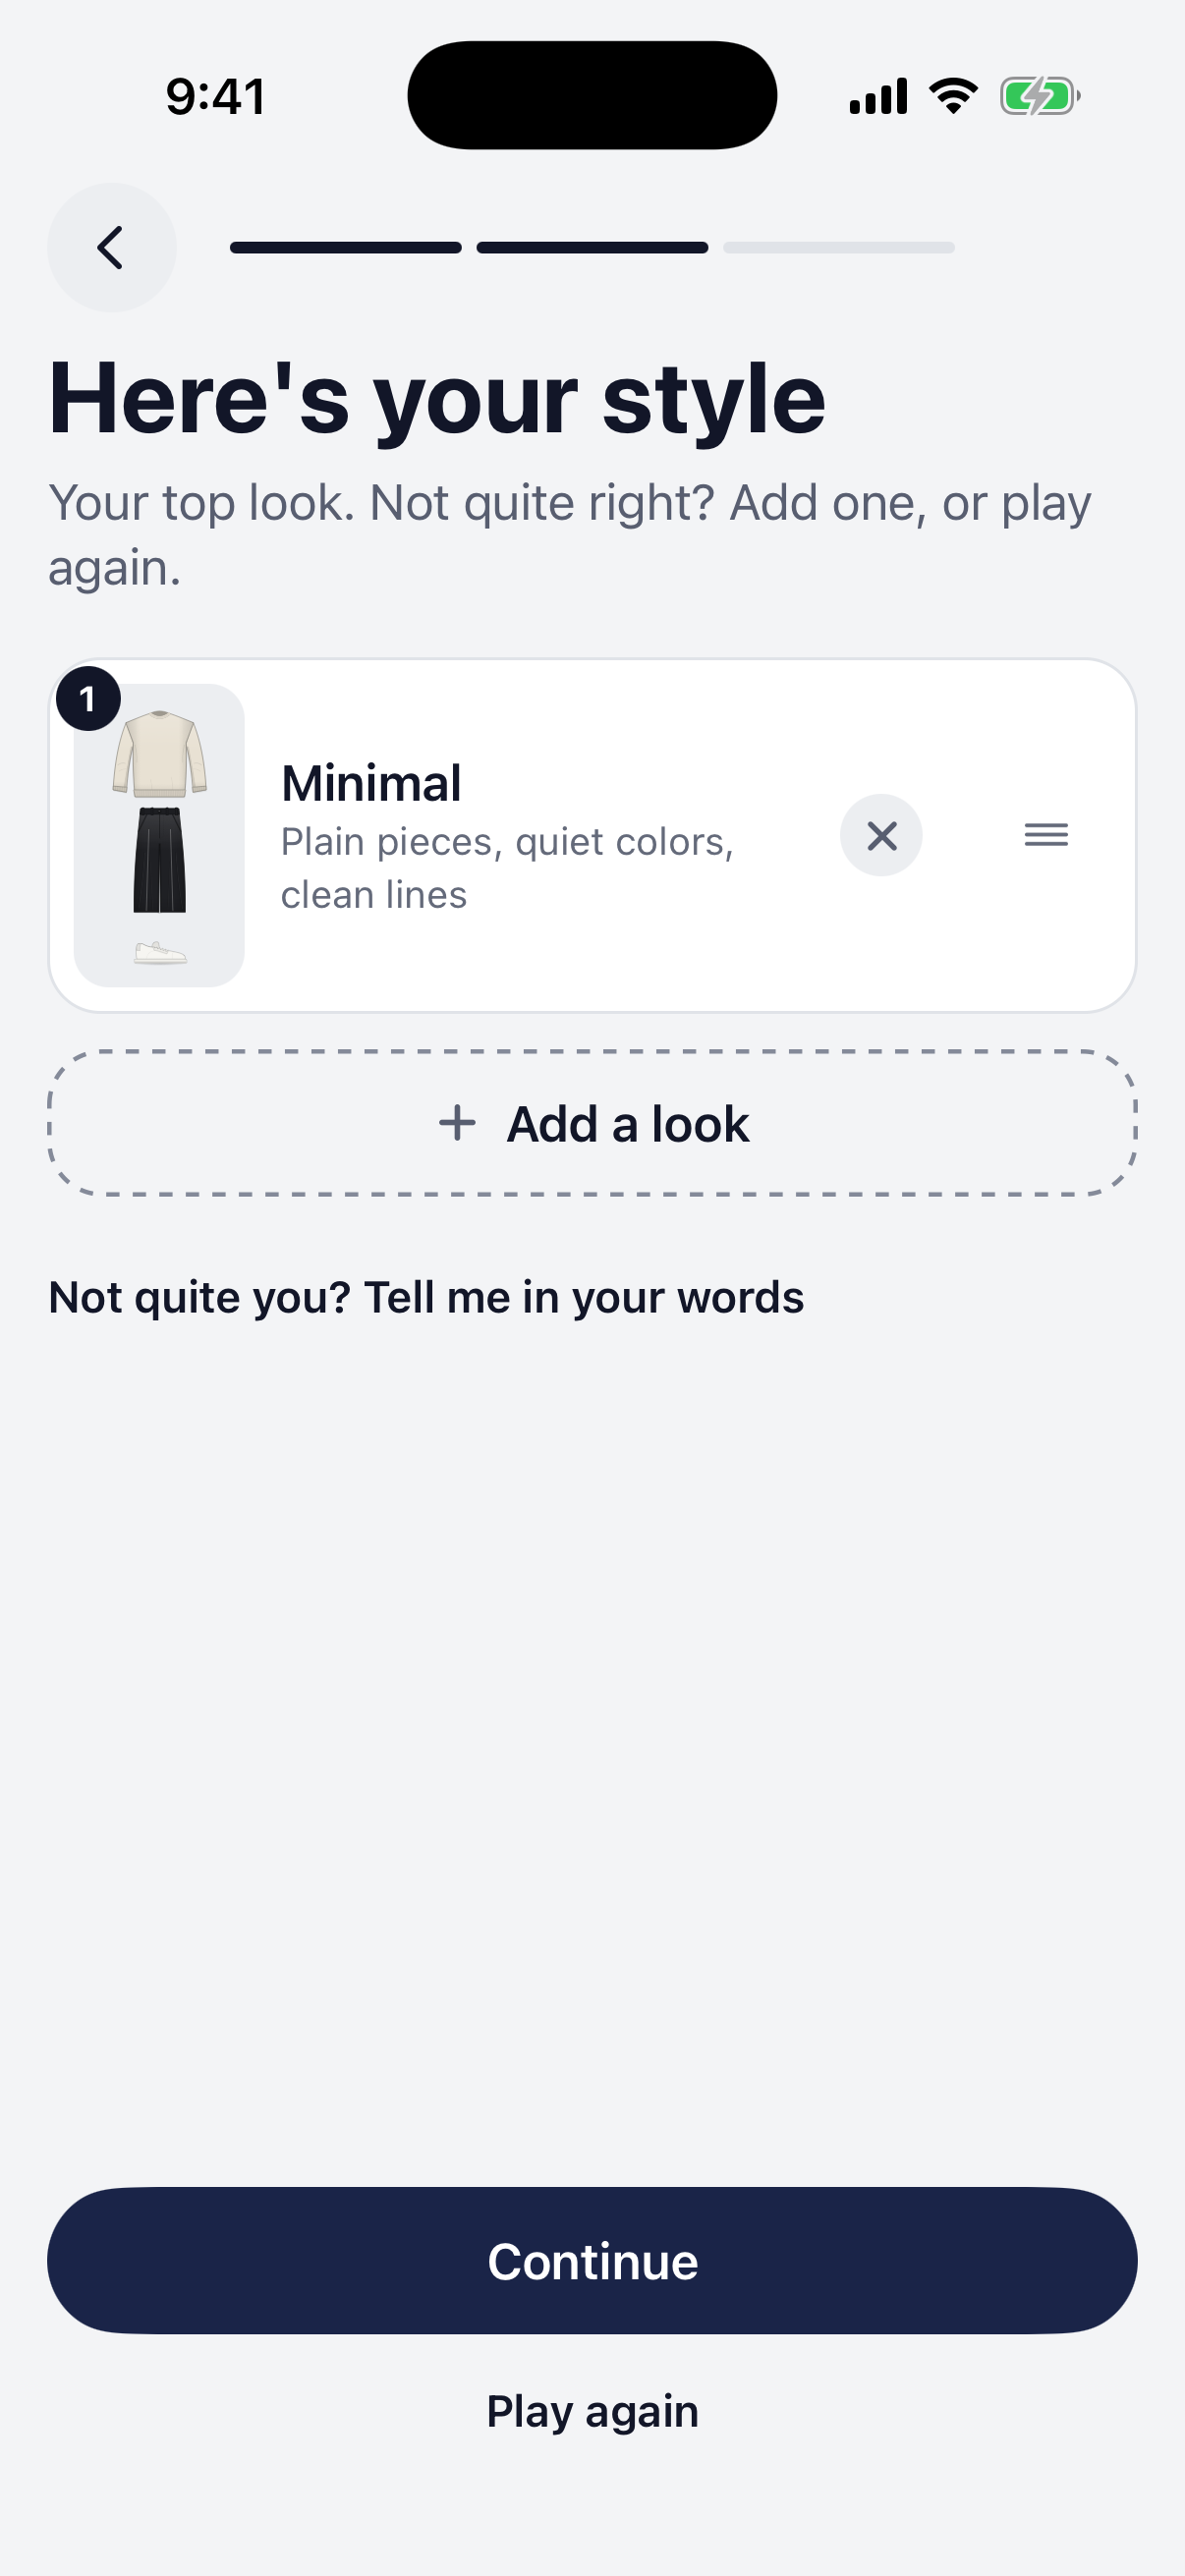 9:41
Here's your style
Your top look. Not quite right? Add one, or play
again.
1
Minimal
Plain pieces, quiet colors,
clean lines
Add a look
Not quite you? Tell me in your words
Continue
Play again